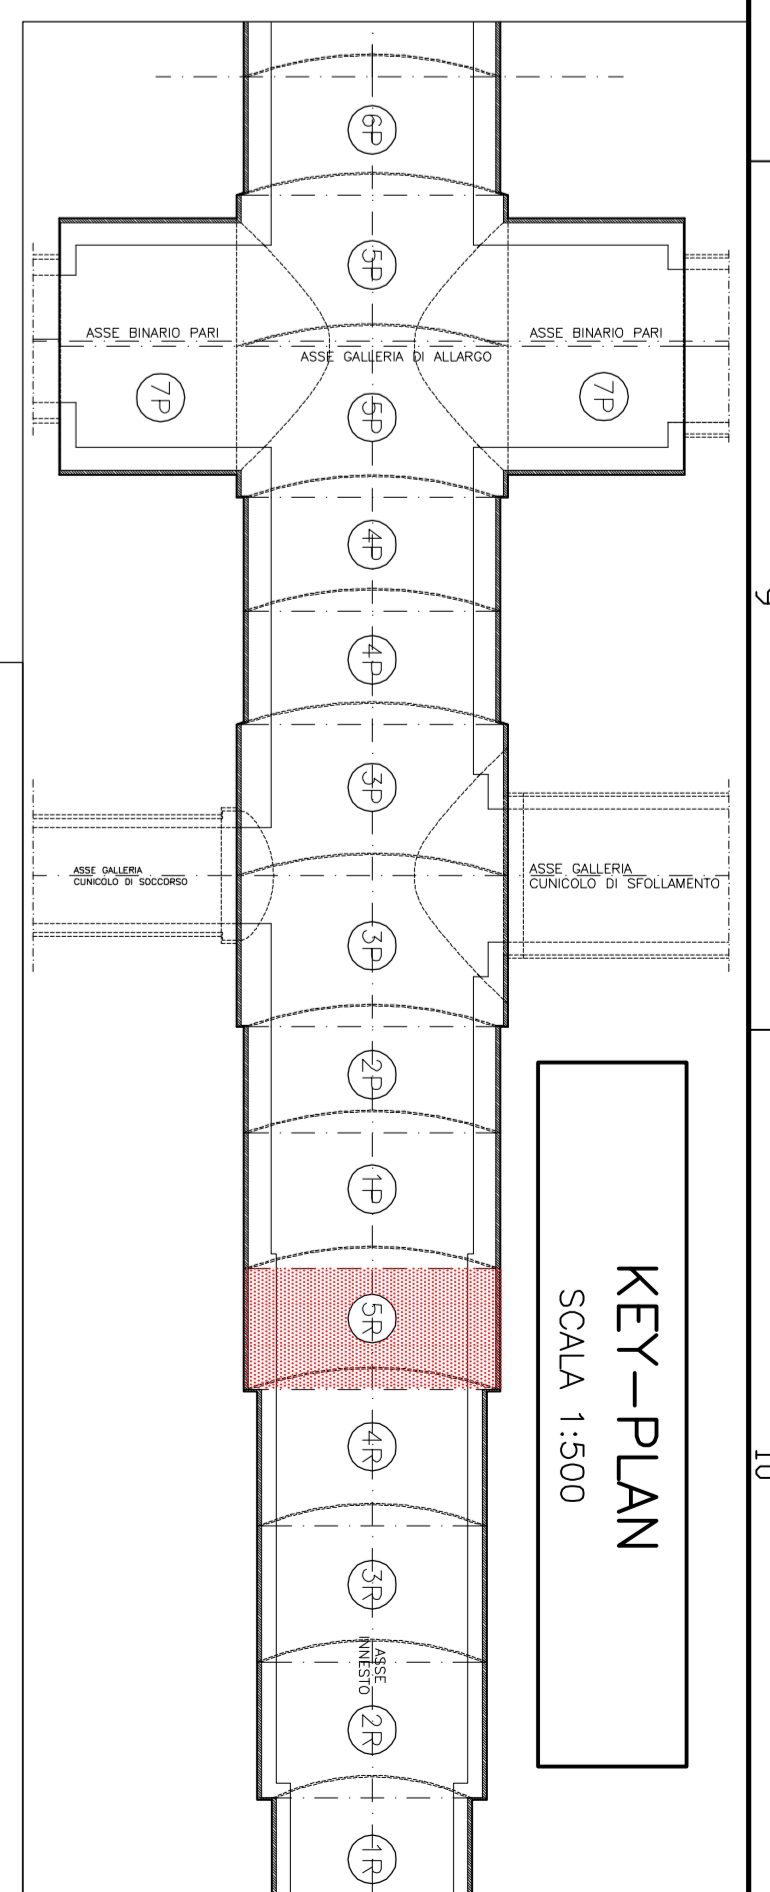 6P
5P
ASSE BINARIO PARI
ASSE BINARIO PARI
ASSE GALLERIA DI ALLARGO
7P
7P
5P
4P
9
4P
3P
ASSE GALLERIA
CUNICOLO DI SOCCORSO
ASSE GALLERIA
CUNICOLO DI SFOLLAMENTO
3P
2P
1P
KEY-PLAN
SCALA 1:500
5R
4R
10
3R
ASSE
INNESTO
2R
1R